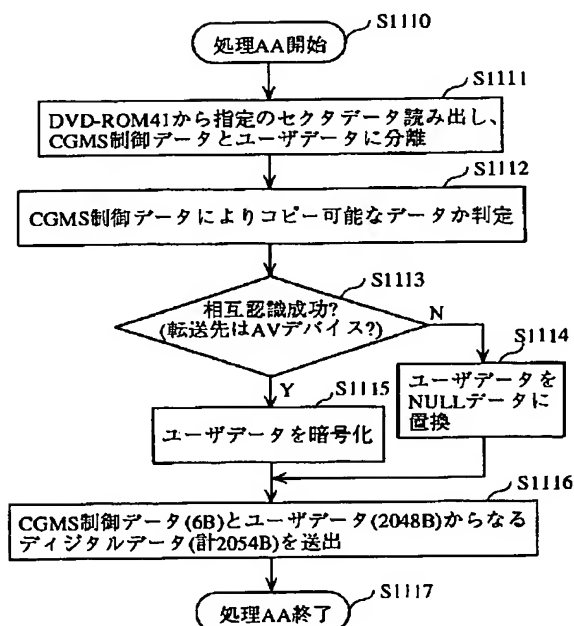 S1110
処理AA開始
S1111
DVD-ROM41から指定のセクタデータ読み出し、
CGMS制御データとユーザデータに分離
S1112
CGMS制御データによりコピー可能なデータか判定
S1113
相互認識成功?
(転送先はAVデバイス?)
N
S1114
ユーザデータを
NULLデータに
置換
Y
S1115
ユーザデータを暗号化
S1116
CGMS制御データ(6B)とユーザデータ(2048B)からなる
ディジタルデータ(計2054B)を送出
S1117
処理AA終了